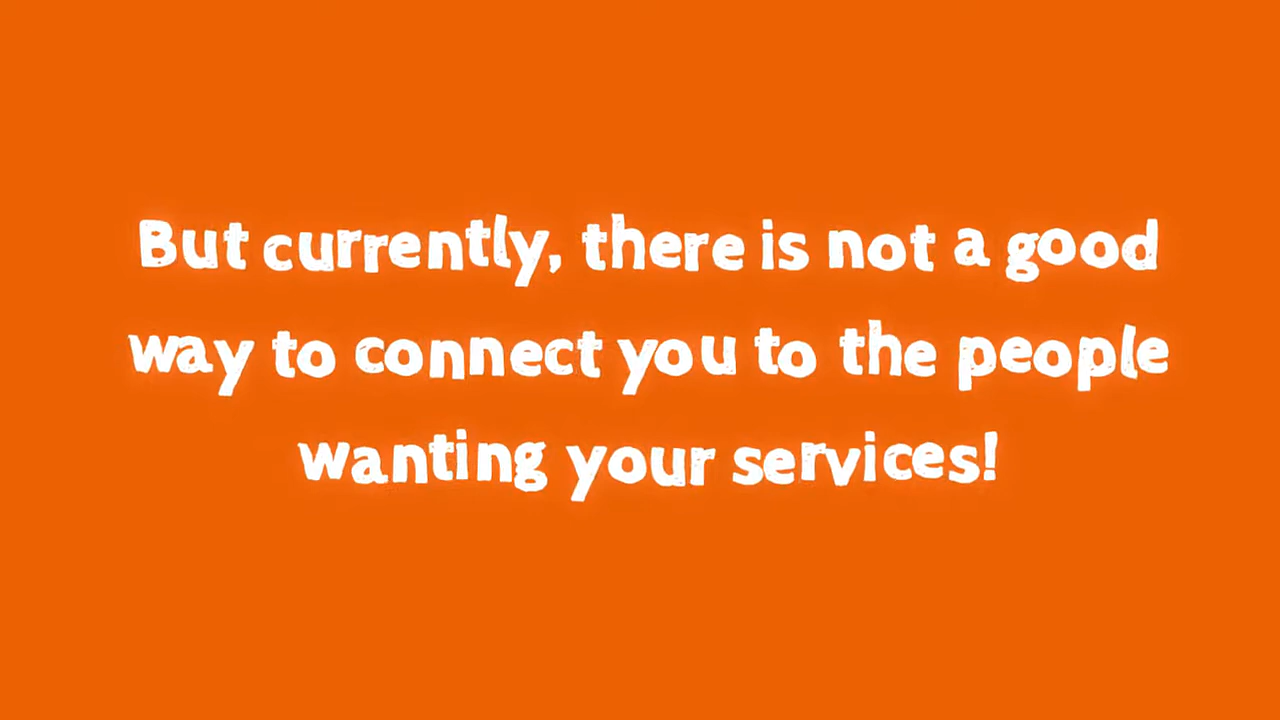 But currently, there is not a good
way to connect you to the people
wanting your services!